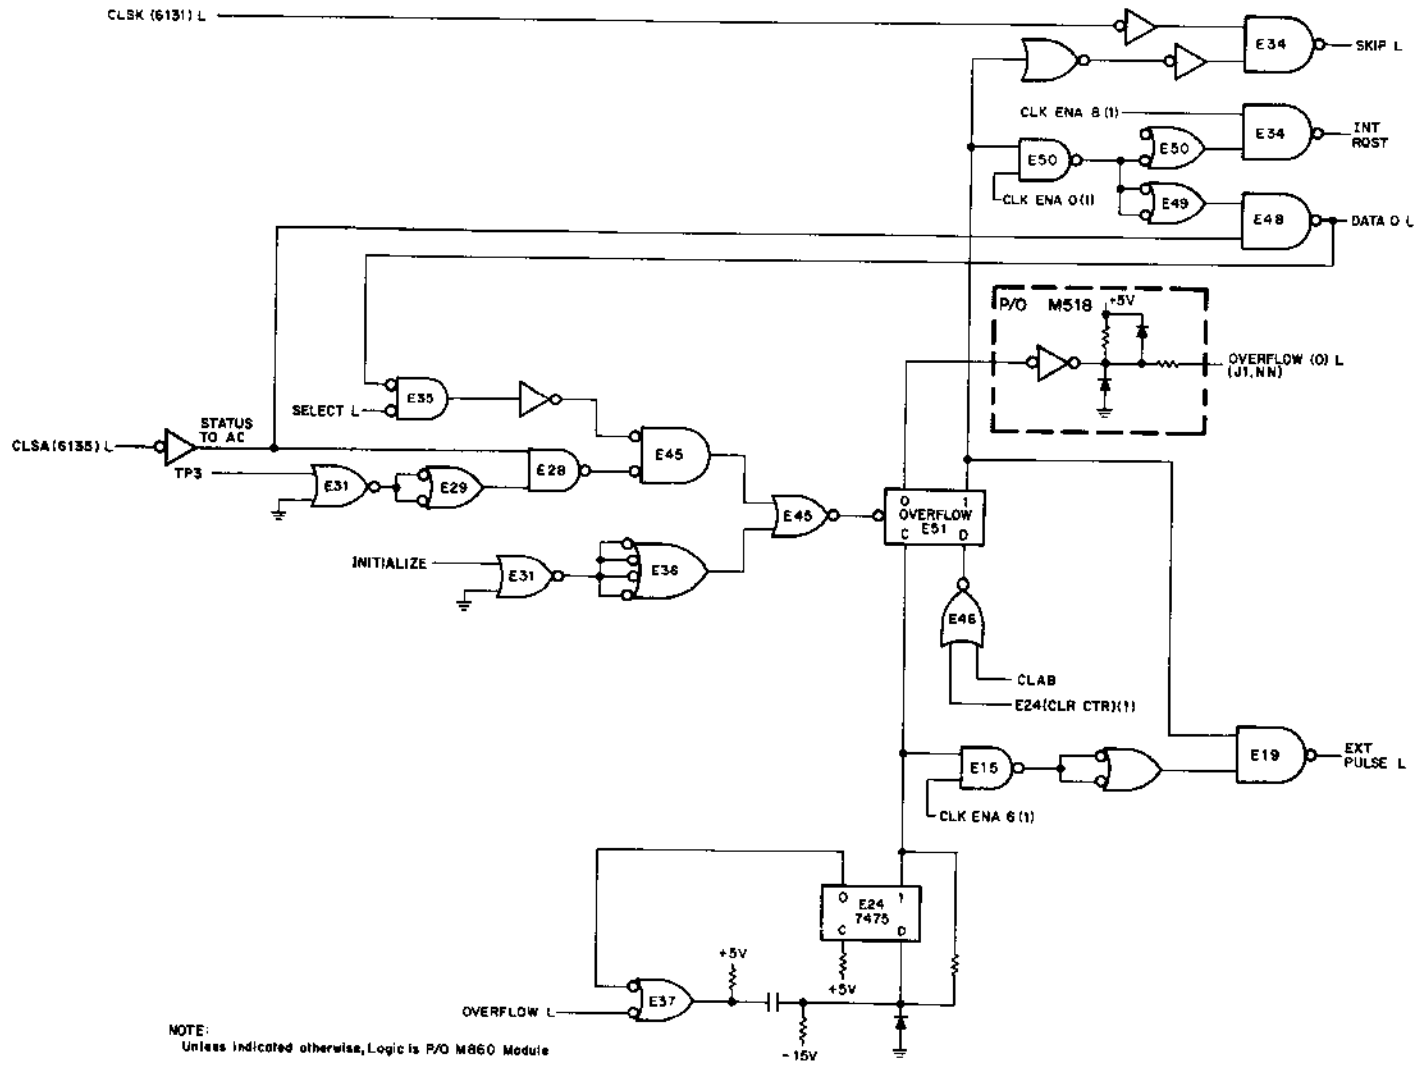 CLSK (6131) L
E34
SKIP L
CLK ENA 8 (1)
E34
INT
RQST
E50
E50
CLK ENA 0 (1)
E49
E48
DATA 0 L
P/O M518
+5V
OVERFLOW (0) L
(J1, NN)
E35
SELECT L
STATUS
TO AC
CLSA (6135) L
E45
E28
TP3
E31
E29
E45
0 1
OVERFLOW
E51
C D
INITIALIZE
E31
E36
E46
CLAB
E24 (CLR CTR) (1)
E19
EXT
PULSE L
E15
CLK ENA 6 (1)
0 1
E24
7475
C D
+5V
+5V
E37
OVERFLOW L
-15V
NOTE:
Unless indicated otherwise, Logic is P/O M860 Module